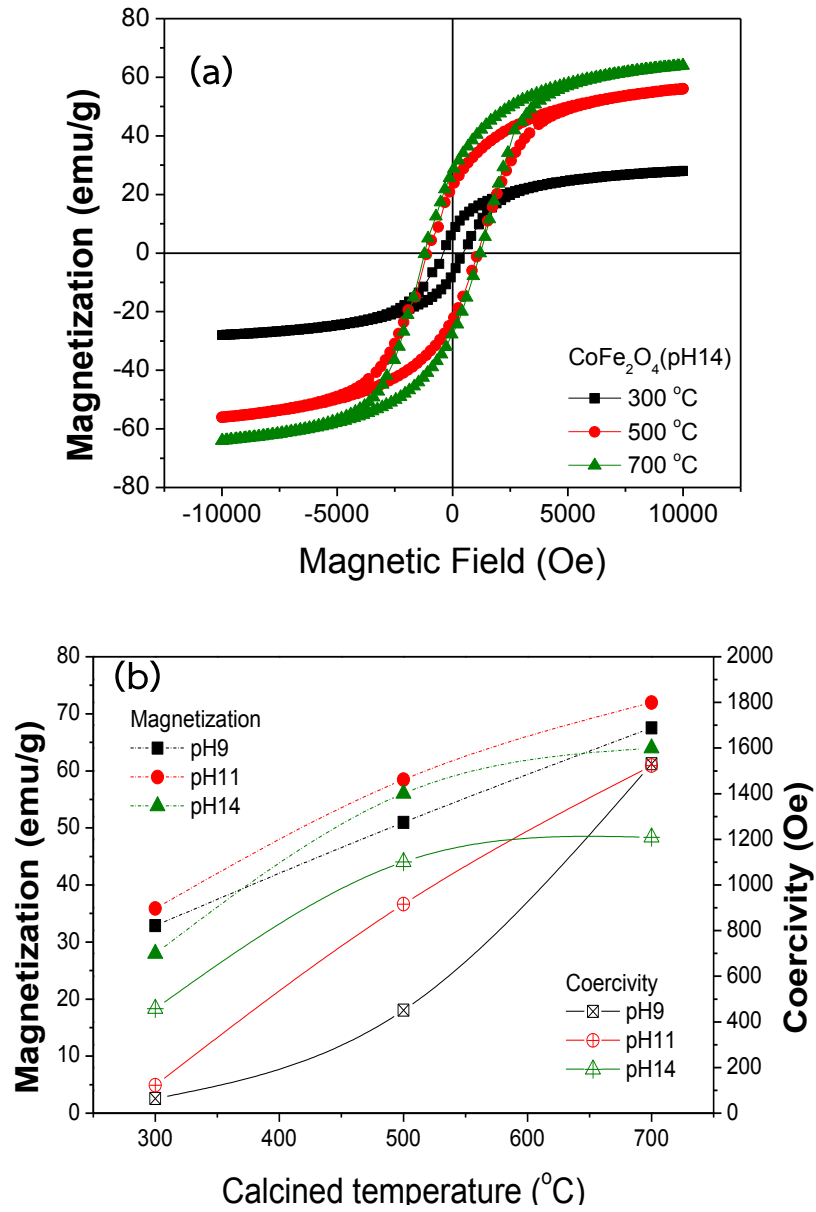 (a)
80
60
40
20
0
-20
-40
-60
-80
Magnetization (emu/g)
CoFe₂O₄(pH14)
300 °C
500 °C
700 °C
-10000 -5000 0 5000 10000
Magnetic Field (Oe)
(b)
80
70
60
50
40
30
20
10
0
Magnetization (emu/g)
Magnetization
pH9
pH11
pH14
Coercivity
pH9
pH11
pH14
2000
1800
1600
1400
1200
1000
800
600
400
200
0
Coercivity (Oe)
300 400 500 600 700
Calcined temperature (°C)